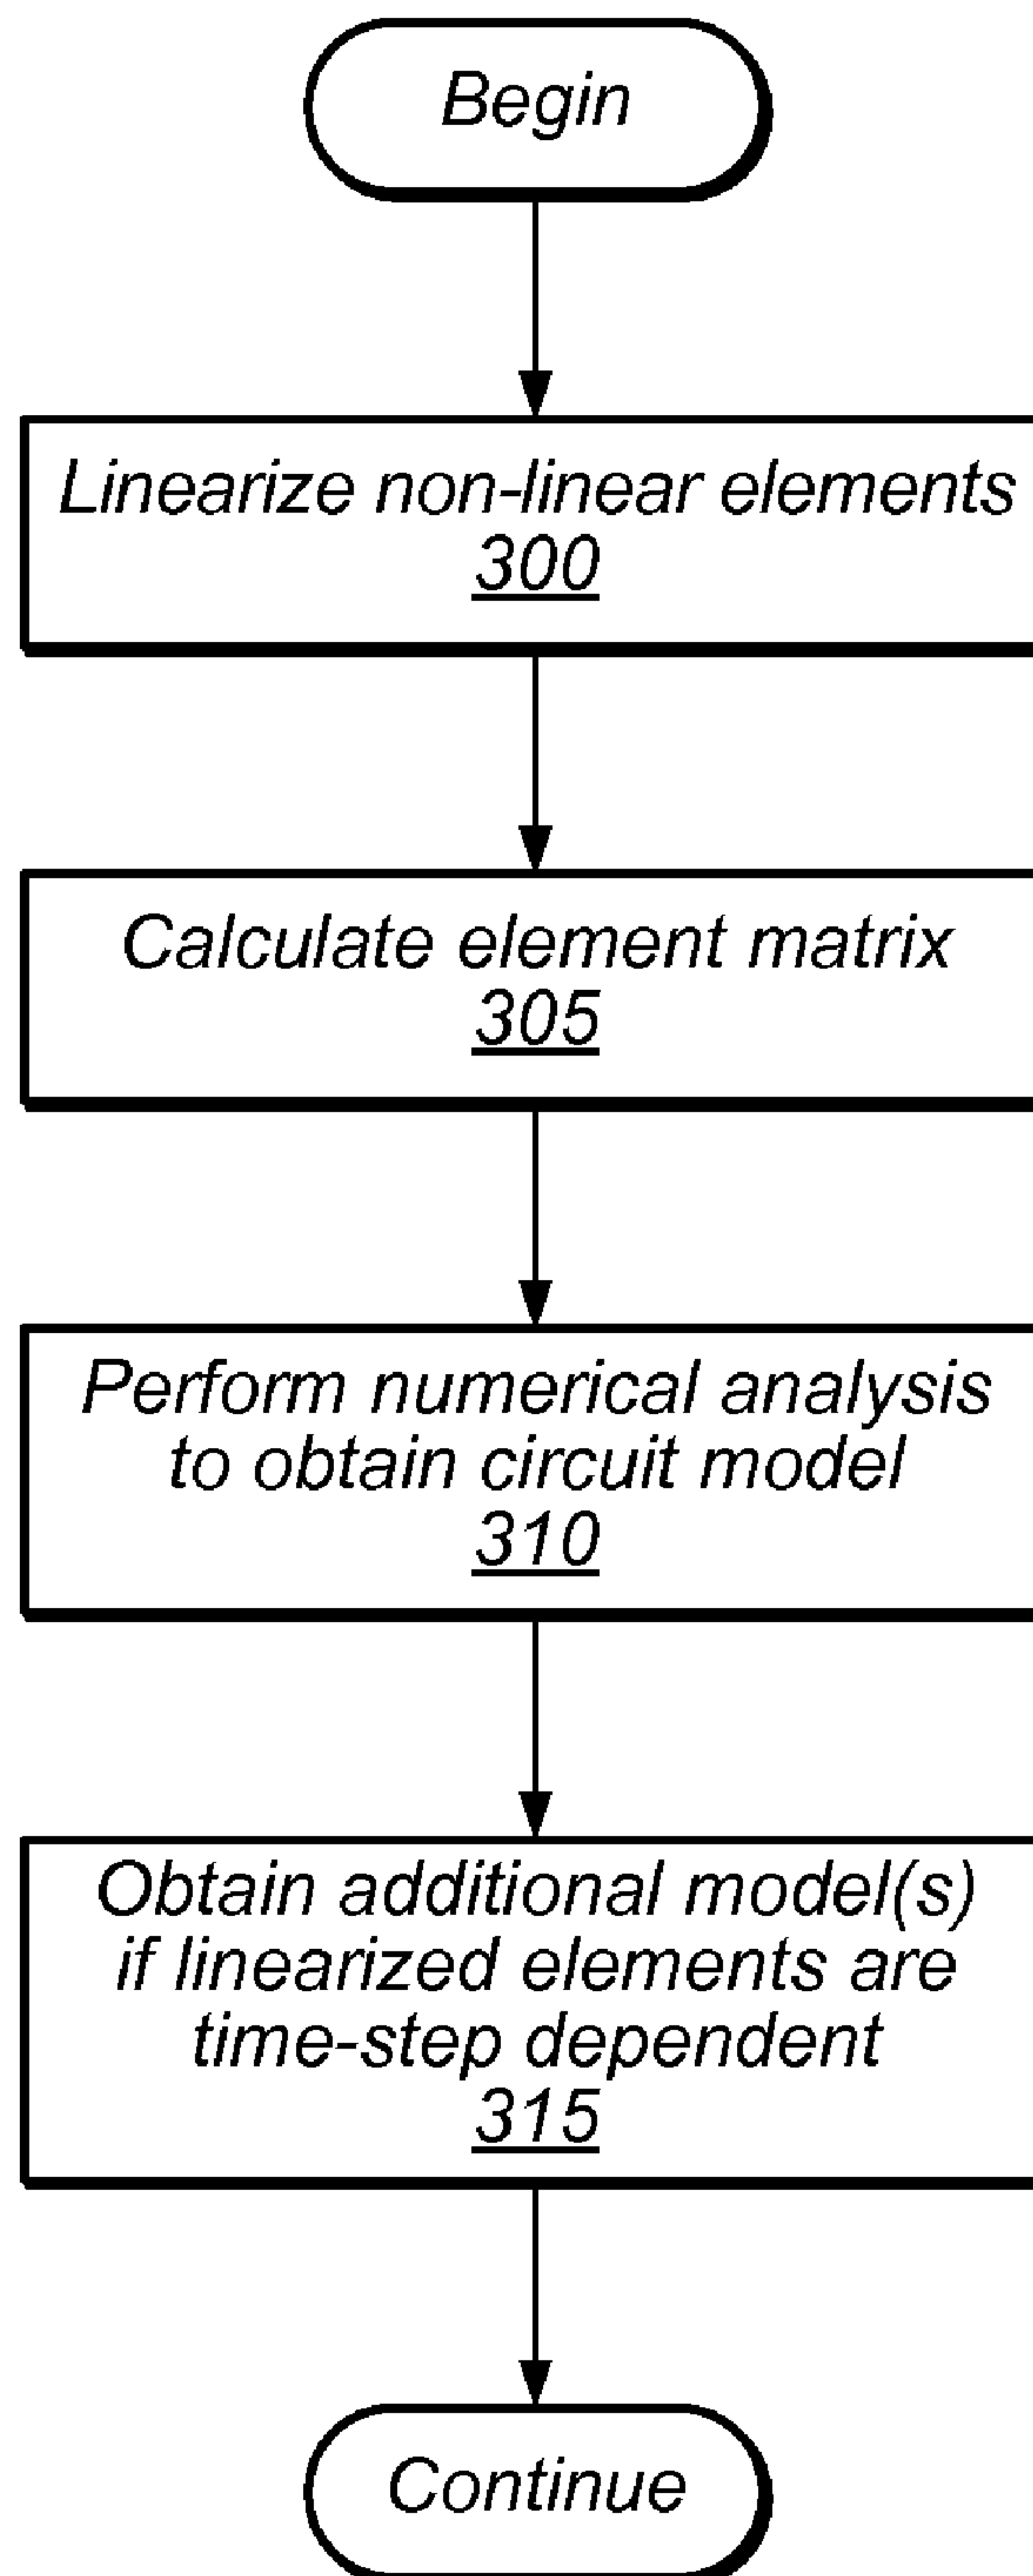 Begin
Linearize non-linear elements
300
Calculate element matrix
305
Perform numerical analysis
to obtain circuit model
310
Obtain additional model(s)
if linearized elements are
time-step dependent
315
Continue